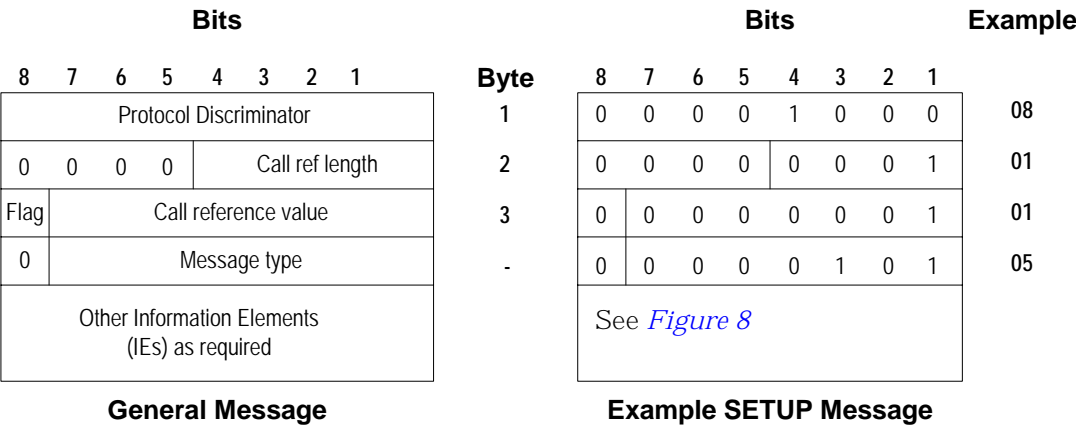 Bits Bits Example
8 7 6 5 4 3 2 1 Byte 8 7 6 5 4 3 2 1
Protocol Discriminator 1 0 0 0 0 1 0 0 0 08
0 0 0 0 Call ref length 2 0 0 0 0 0 0 0 1 01
Flag Call reference value 3 0 0 0 0 0 0 0 1 01
0 Message type - 0 0 0 0 0 1 0 1 05
Other Information Elements See Figure 8
(IEs) as required
General Message Example SETUP Message